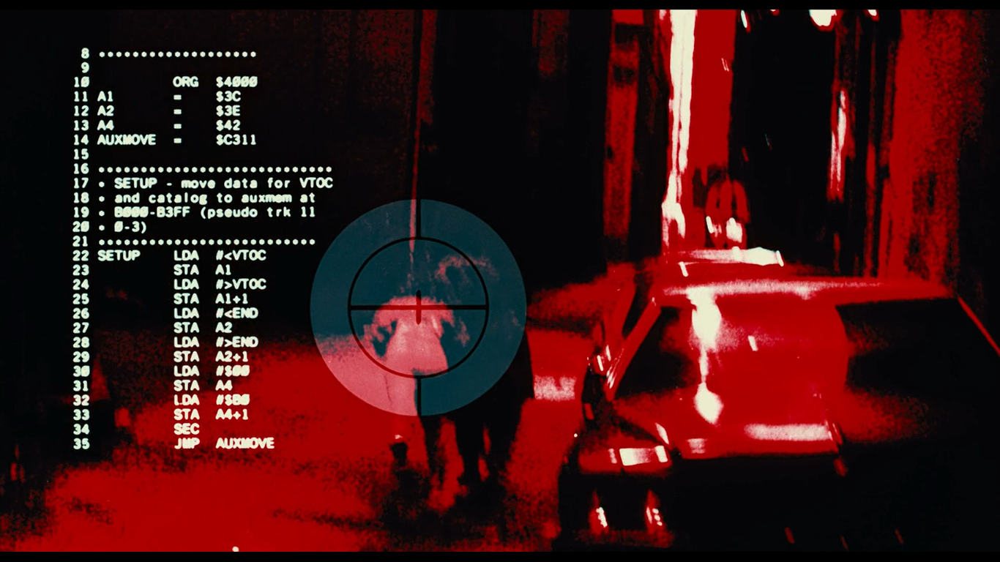 8 •••••••••••••••••••
9
10 ORG $4000
11 A1 = $3C
12 A2 = $3E
13 A4 = $42
14 AUXMOVE = $C311
15
16 ••••••••••••••••••••••••••••
17 • SETUP - move data for VTOC
18 • and catalog to auxmem at
19 • B000-B3FF (pseudo trk 11
20 • 0-3)
21 ••••••••••••••••••••••••••
22 SETUP LDA #<VTOC
23 STA A1
24 LDA #>VTOC
25 STA A1+1
26 LDA #<END
27 STA A2
28 LDA #>END
29 STA A2+1
30 LDA #$00
31 STA A4
32 LDA #$B0
33 STA A4+1
34 SEC
35 JMP AUXMOVE